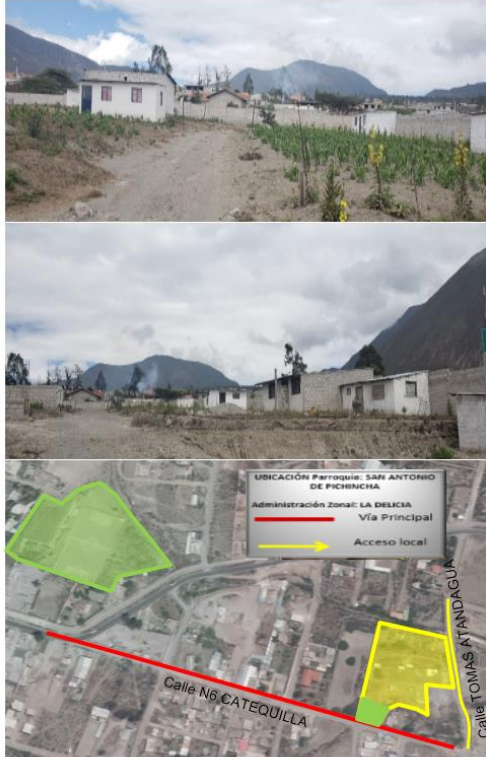 UBICACIÓN Parroquia: SAN ANTONIO
DE PICHINCHA
Administración Zonal: LA DELICIA
Vía Principal
Acceso local
Calle N6 CATEQUILLA
Calle TOMAS ATANDAGUA